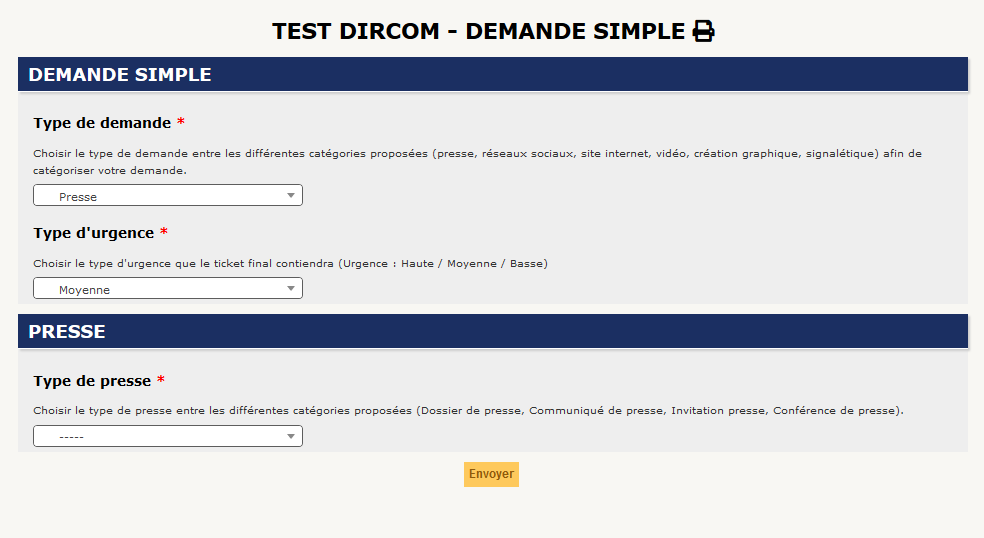 TEST DIRCOM - DEMANDE SIMPLE
DEMANDE SIMPLE
Type de demande *
Choisir le type de demande entre les différentes catégories proposées (presse, réseaux sociaux, site internet, vidéo, création graphique, signalétique) afin de
catégoriser votre demande.
Presse
Type d'urgence *
Choisir le type d'urgence que le ticket final contiendra (Urgence : Haute / Moyenne / Basse)
Moyenne
PRESSE
Type de presse *
Choisir le type de presse entre les différentes catégories proposées (Dossier de presse, Communiqué de presse, Invitation presse, Conférence de presse).
-----
Envoyer